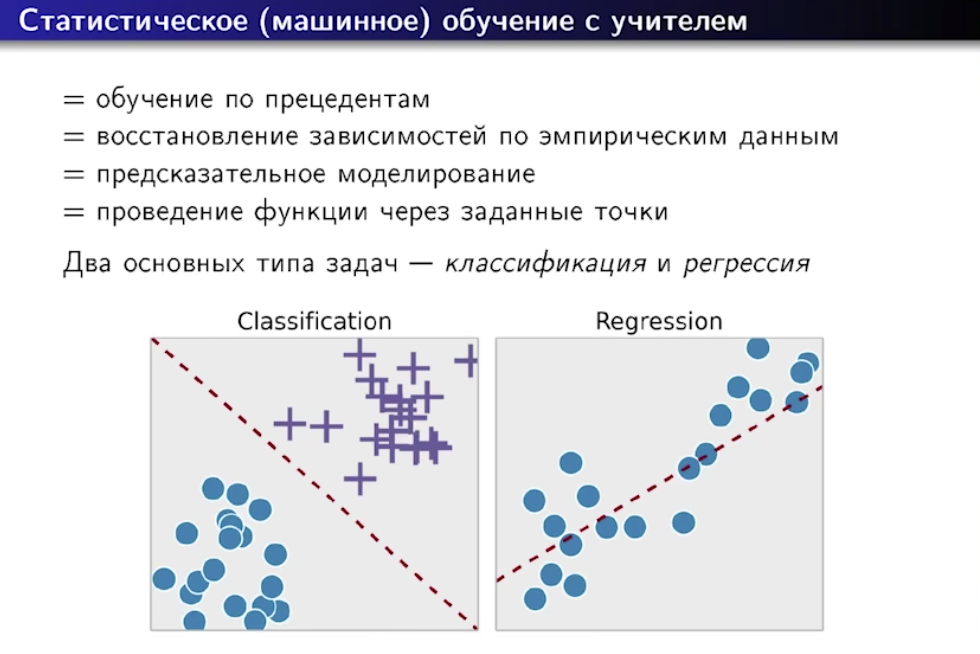 Статистическое (машинное) обучение с учителем
= обучение по прецедентам
= восстановление зависимостей по эмпирическим данным
= предсказательное моделирование
= проведение функции через заданные точки
Два основных типа задач — классификация и регрессия
Classification
Regression